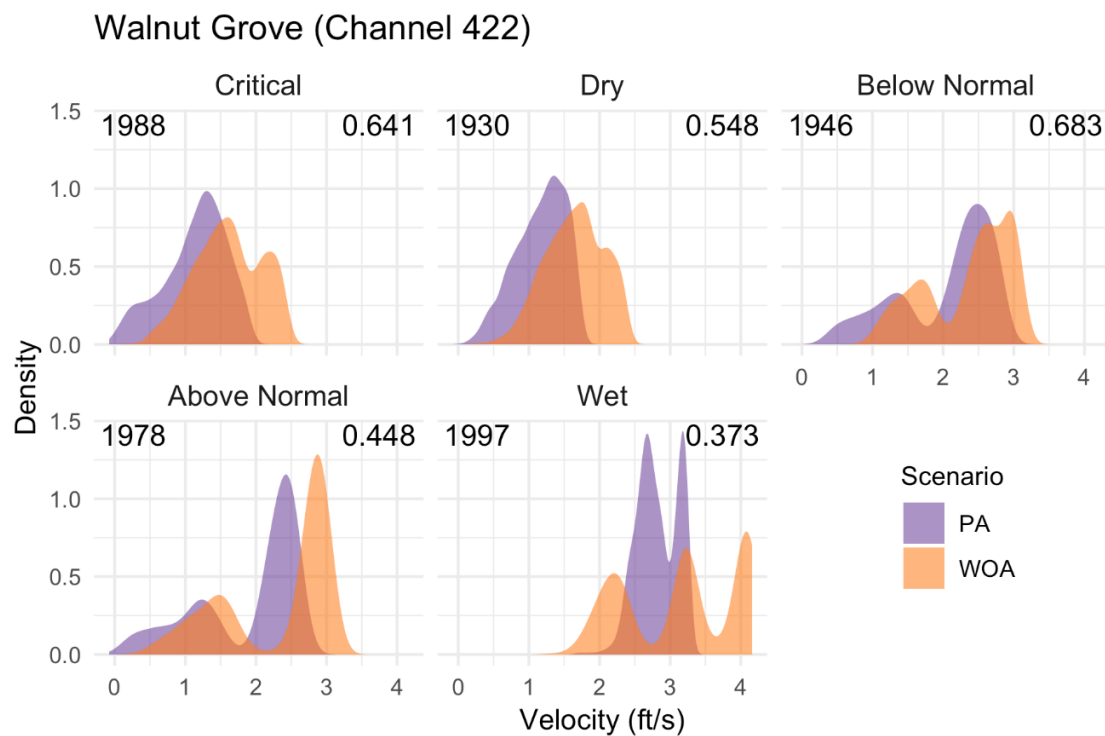 Walnut Grove (Channel 422)
Critical
Dry
Below Normal
1.5
1988
0.641
1930
0.548
1946
0.683
1.0
0.5
0.0
0 1 2 3 4
Above Normal
Wet
Density
1.5
1978
0.448
1997
0.373
1.0
0.5
0.0
0 1 2 3 4
0 1 2 3 4
Velocity (ft/s)
Scenario
PA
WOA